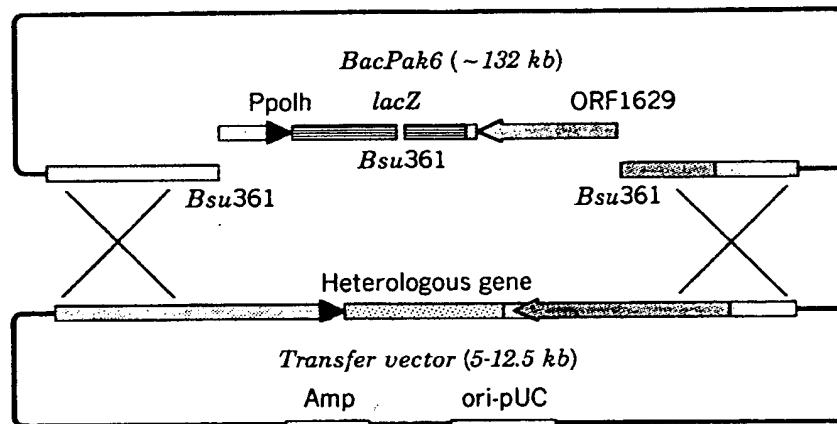 BacPak6 (~132 kb)
Ppolh lacZ ORF1629
Bsu361
Bsu361 Bsu361
Heterologous gene
Transfer vector (5-12.5 kb)
Amp ori-pUC